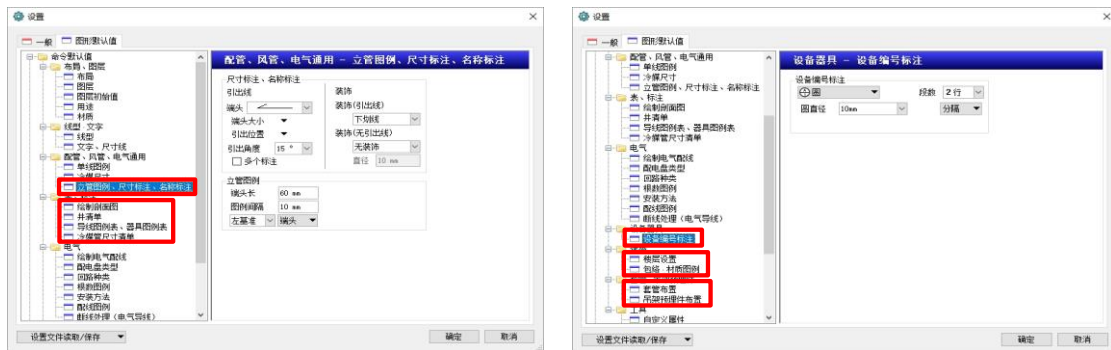 设置
一般 图形默认值
命令默认值
布局、图层
布局
图层
图层初始值
用途
材质
线型 文字
线型
文字、尺寸线
配管、风管、电气通用
单线图例
冷媒尺寸
立管图例、尺寸标注、名称标注
绘制剖面图
井清单
导线图例表、器具图例表
冷媒管尺寸清单
电气
绘制电气配线
配电盘类型
回路种类
根数图例
安装方法
配线图例
断线处理（电气导线）
配管、风管、电气通用 - 立管图例、尺寸标注、名称标注
尺寸标注、名称标注
引出线
端头
端头大小
引出位置
引出角度 15 °
多个标注
装饰
装饰(引出线)
下划线
装饰(无引出线)
无装饰
直径 10 mm
立管图例
端头长 60 mm
图例间隔 10 mm
左基准 端头
设置文件读取/保存
确定 取消
设置
一般 图形默认值
配管、风管、电气通用
单线图例
冷媒尺寸
立管图例、尺寸标注、名称标注
表、标注
绘制剖面图
井清单
导线图例表、器具图例表
冷媒管尺寸清单
电气
绘制电气配线
配电盘类型
回路种类
根数图例
安装方法
配线图例
断线处理（电气导线）
设备器具
设备编号标注
楼层设置
包络 材质图例
套管布置
吊架预埋件布置
工具
自定义属性
设备器具 - 设备编号标注
设备编号标注
圆 段数 2 行
圆直径 10mm 分隔
设置文件读取/保存
确定 取消